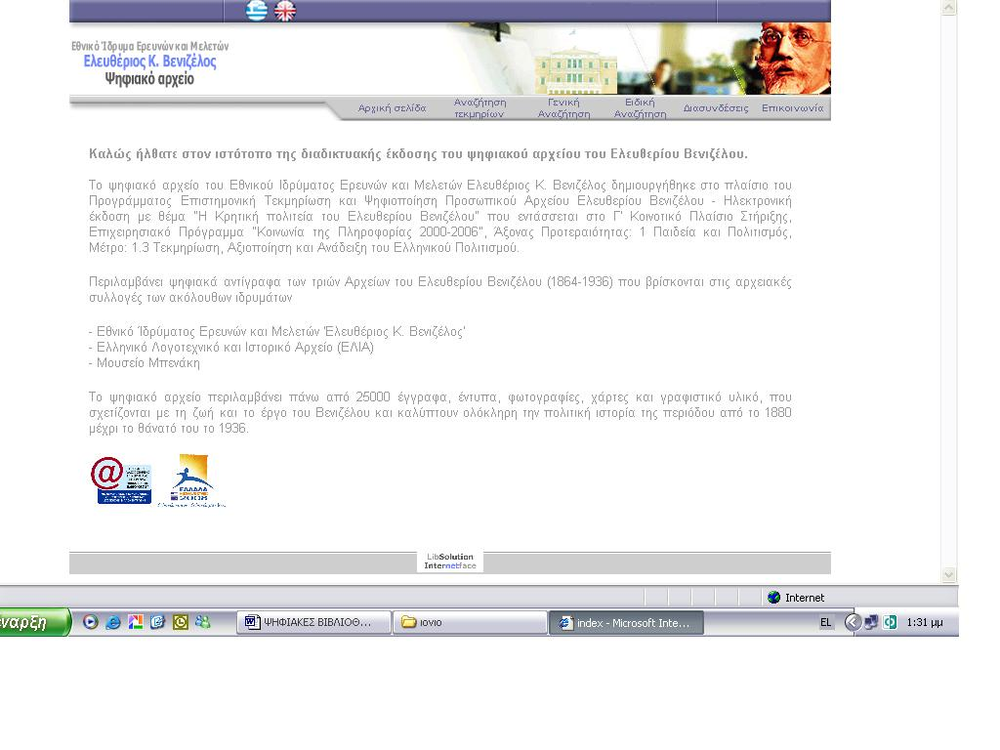 Εθνικό Ίδρυμα Ερευνών και Μελετών
Ελευθέριος Κ. Βενιζέλος
Ψηφιακό αρχείο
Αρχική σελίδα
Αναζήτηση τεκμηρίων
Γενική Αναζήτηση
Ειδική Αναζήτηση
Διασυνδέσεις
Επικοινωνία
Καλώς ήλθατε στον ιστότοπο της διαδικτυακής έκδοσης του ψηφιακού αρχείου του Ελευθερίου Βενιζέλου.
Το ψηφιακό αρχείο του Εθνικού Ιδρύματος Ερευνών και Μελετών Ελευθέριος Κ. Βενιζέλος δημιουργήθηκε στο πλαίσιο του
Προγράμματος Επιστημονική Τεκμηρίωση και Ψηφιοποίηση Προσωπικού Αρχείου Ελευθερίου Βενιζέλου - Ηλεκτρονική
έκδοση με θέμα "Η Κρητική πολιτεία του Ελευθερίου Βενιζέλου" που εντάσσεται στο Γ' Κοινοτικό Πλαίσιο Στήριξης,
Επιχειρησιακό Πρόγραμμα "Κοινωνία της Πληροφορίας 2000-2006", Άξονας Προτεραιότητας: 1 Παιδεία και Πολιτισμός,
Μέτρο: 1.3 Τεκμηρίωση, Αξιοποίηση και Ανάδειξη του Ελληνικού Πολιτισμού.
Περιλαμβάνει ψηφιακά αντίγραφα των τριών Αρχείων του Ελευθερίου Βενιζέλου (1864-1936) που βρίσκονται στις αρχειακές
συλλογές των ακόλουθων ιδρυμάτων
- Εθνικό Ίδρύματος Ερευνών και Μελετών 'Ελευθέριος Κ. Βενιζέλος'
- Ελληνικό Λογοτεχνικό και Ιστορικό Αρχείο (ΕΛΙΑ)
- Μουσείο Μπενάκη
Το ψηφιακό αρχείο περιλαμβάνει πάνω από 25000 έγγραφα, έντυπα, φωτογραφίες, χάρτες και γραφιστικό υλικό, που
σχετίζονται με τη ζωή και το έργο του Βενιζέλου και καλύπτουν ολόκληρη την πολιτική ιστορία της περιόδου από το 1880
μέχρι το θάνατό του το 1936.
ΕΛΛΑΔΑ
LibSolution
Internetface
Internet
έναρξη
ΨΗΦΙΑΚΕΣ ΒΙΒΛΙΟΘ...
ιονιο
index - Microsoft Inte...
EL
1:31 μμ